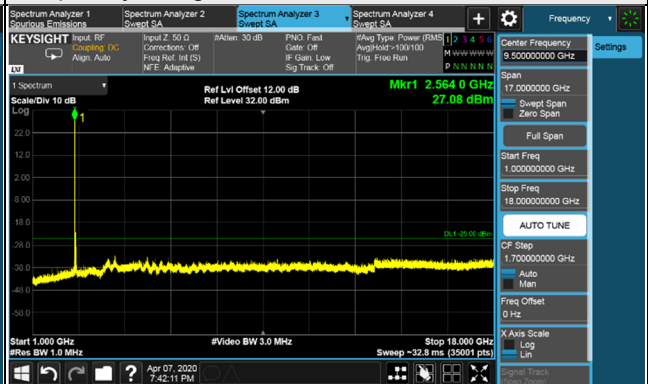 Spectrum Analyzer 1
Spurious Emissions
Spectrum Analyzer 2
Swept SA
Spectrum Analyzer 3
Swept SA
Spectrum Analyzer 4
Swept SA
+
Frequency
KEYSIGHT
Input: RF
Coupling: DC
Align: Auto
Input Z: 50 Ω
Corrections: Off
Freq Ref: Int (S)
NFE: Adaptive
#Atten: 30 dB
PNO: Fast
Gate: Off
IF Gain: Low
Sig Track: Off
#Avg Type: Power (RMS)
Avg|Hold:>100/100
Trig: Free Run
1 2 3 4 5 6
M W W W W W
P N N N N N
LXI
Center Frequency
9.500000000 GHz
Settings
Span
17.0000000 GHz
Swept Span
Zero Span
Full Span
Start Freq
1.000000000 GHz
Stop Freq
18.000000000 GHz
AUTO TUNE
CF Step
1.700000000 GHz
Auto
Man
Freq Offset
0 Hz
X Axis Scale
Log
Lin
Signal Track
(Span Zoom)
1 Spectrum
Scale/Div 10 dB
Log
Ref Lvl Offset 12.00 dB
Ref Level 32.00 dBm
Mkr1 2.564 0 GHz
27.08 dBm
1
22.0
12.0
2.00
-8.00
-18.0
-28.0
-38.0
-48.0
-58.0
DL1 -25.00 dBm
Start 1.000 GHz
#Res BW 1.0 MHz
#Video BW 3.0 MHz
Stop 18.000 GHz
Sweep ~32.8 ms (35001 pts)
?
Apr 07, 2020
7:42:11 PM